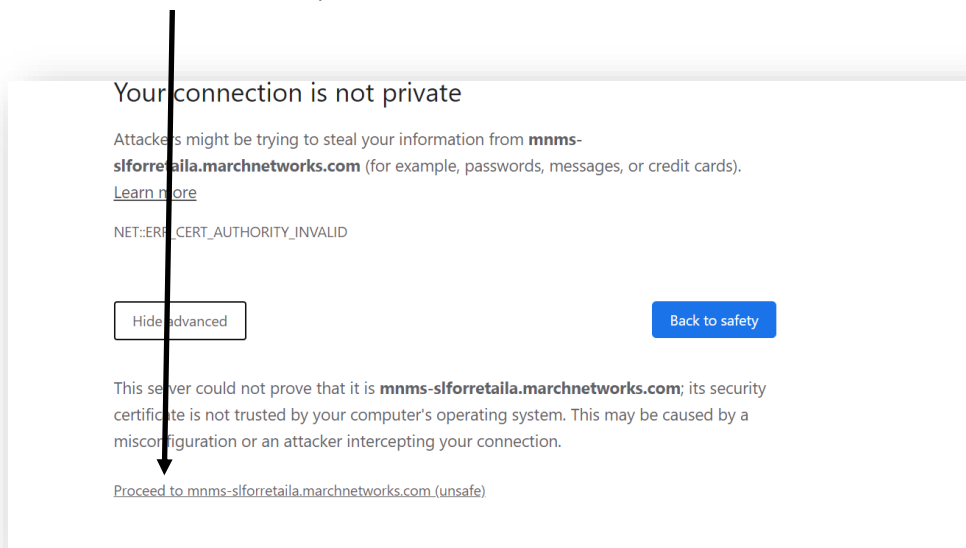 Your connection is not private
Attackers might be trying to steal your information from mnms-
slforretaila.marchnetworks.com (for example, passwords, messages, or credit cards).
Learn more
NET::ERR_CERT_AUTHORITY_INVALID
Hide advanced
Back to safety
This server could not prove that it is mnms-slforretaila.marchnetworks.com; its security
certificate is not trusted by your computer's operating system. This may be caused by a
misconfiguration or an attacker intercepting your connection.
Proceed to mnms-slforretaila.marchnetworks.com (unsafe)